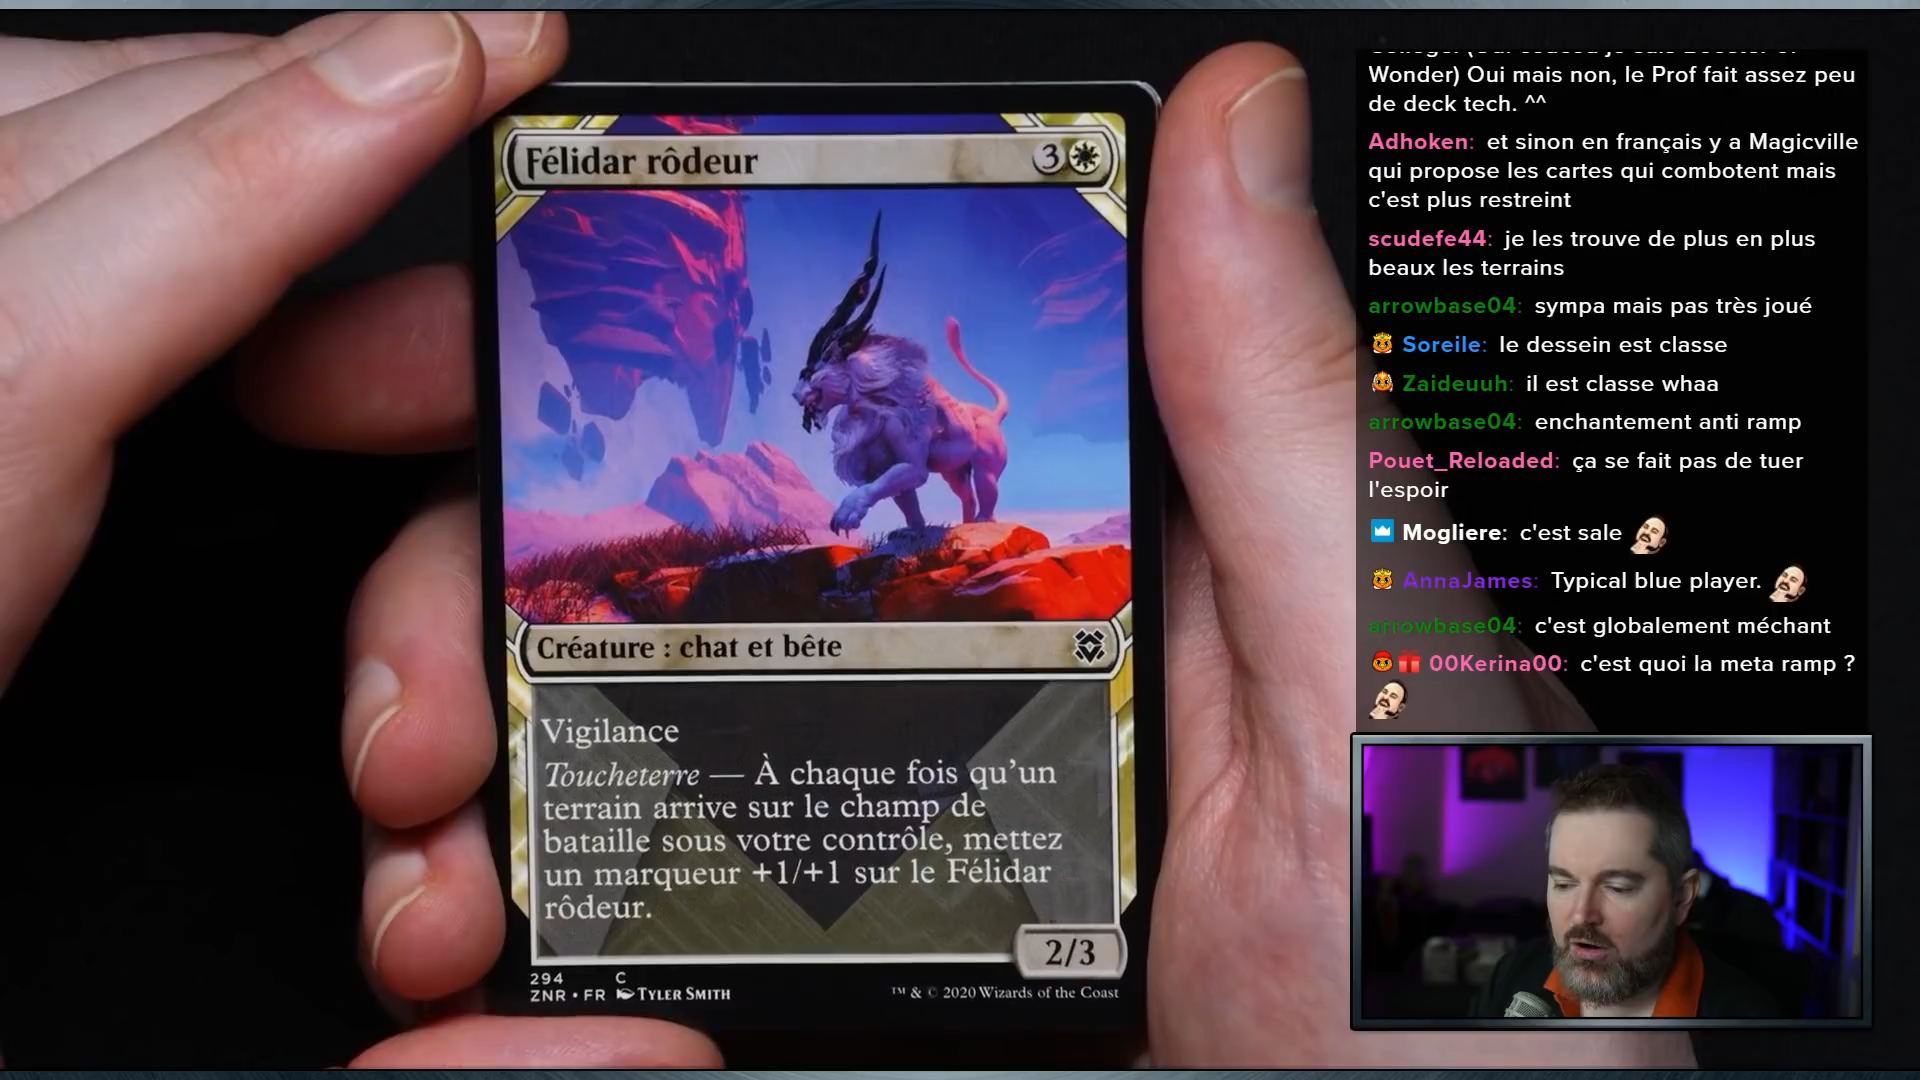 Félidar rôdeur
3
Créature : chat et bête
Vigilance
Toucheterre — À chaque fois qu'un
terrain arrive sur le champ de
bataille sous votre contrôle, mettez
un marqueur +1/+1 sur le Félidar
rôdeur.
2/3
294 C
ZNR • FR TYLER SMITH
™ & © 2020 Wizards of the Coast
Wonder) Oui mais non, le Prof fait assez peu
de deck tech. ^^
Adhoken: et sinon en français y a Magicville
qui propose les cartes qui combotent mais
c'est plus restreint
scudefe44: je les trouve de plus en plus
beaux les terrains
arrowbase04: sympa mais pas très joué
Soreile: le dessein est classe
Zaideuuh: il est classe whaa
arrowbase04: enchantement anti ramp
Pouet_Reloaded: ça se fait pas de tuer
l'espoir
Mogliere: c'est sale
AnnaJames: Typical blue player.
arrowbase04: c'est globalement méchant
00Kerina00: c'est quoi la meta ramp ?